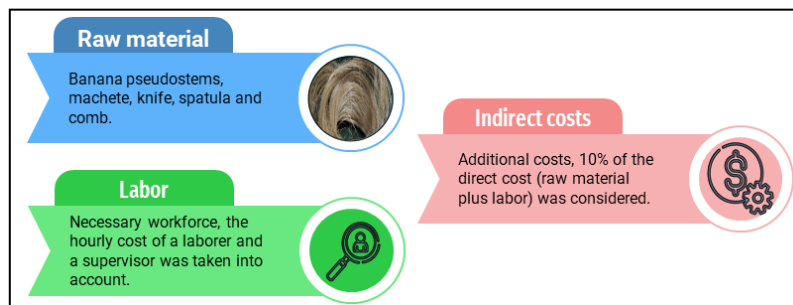 Raw material
Banana pseudostems,
machete, knife, spatula and
comb.
Indirect costs
Additional costs, 10% of the
direct cost (raw material
plus labor) was considered.
Labor
Necessary workforce, the
hourly cost of a laborer and
a supervisor was taken into
account.